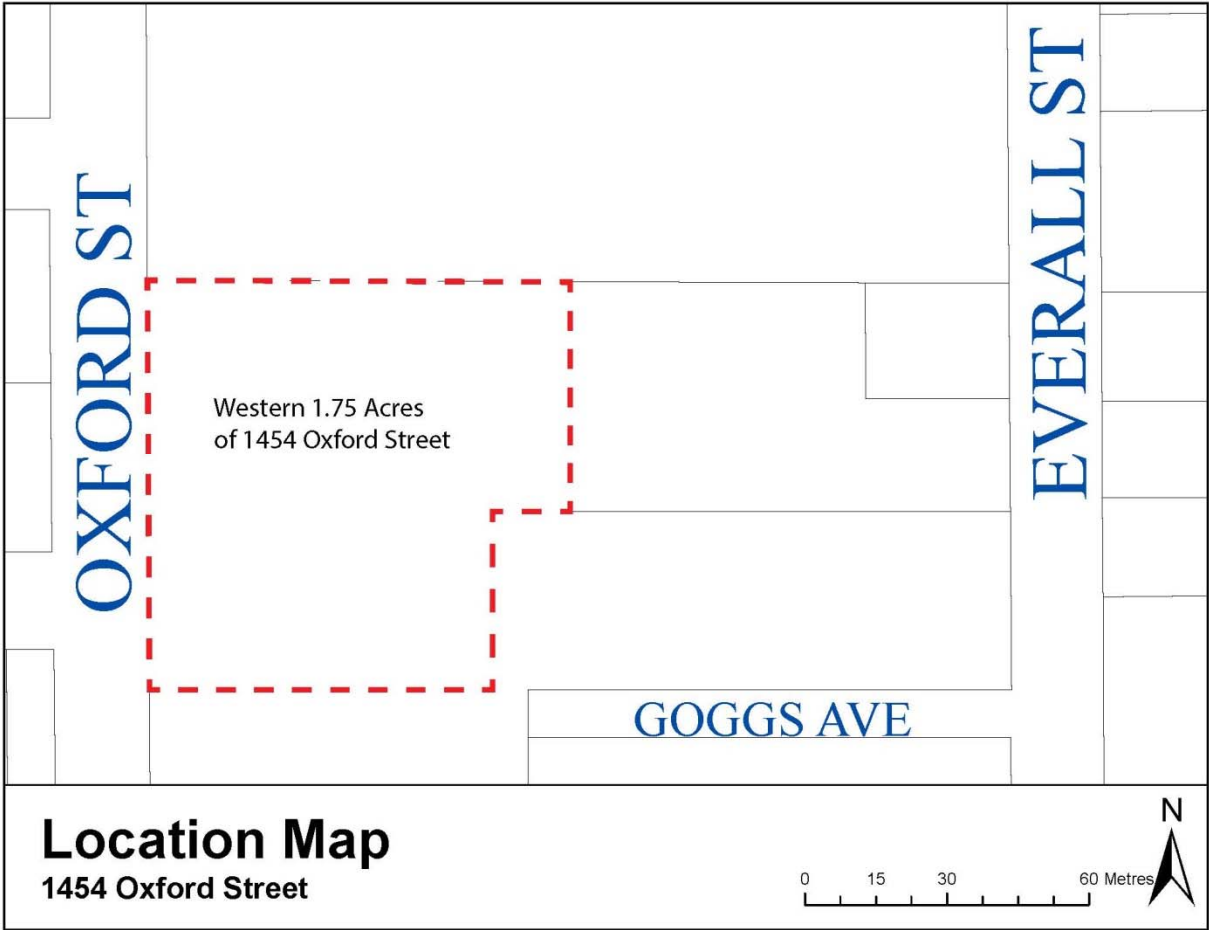 OXFORD ST
EVERALL ST
Western 1.75 Acres
of 1454 Oxford Street
GOGGS AVE
Location Map
1454 Oxford Street
0 15 30 60 Metres
N